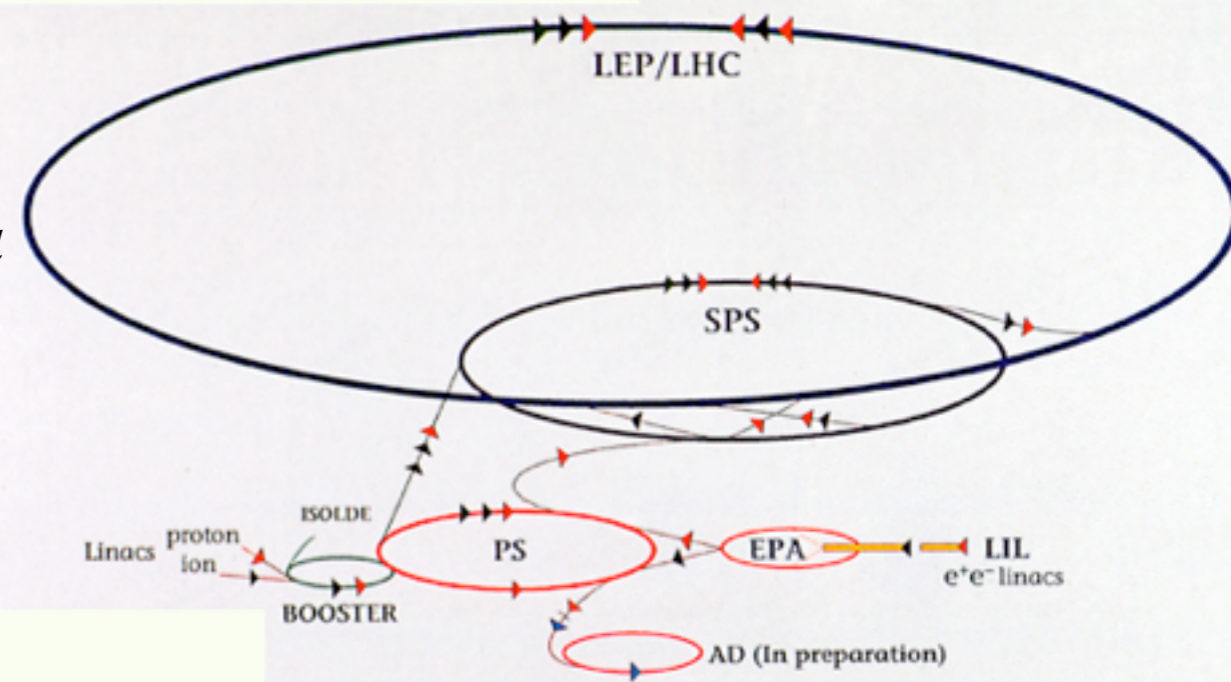 LEP/LHC
SPS
ISOLDE
Linacs proton
ion
PS
EPA
LIL
e⁺e⁻ linacs
BOOSTER
AD (In preparation)